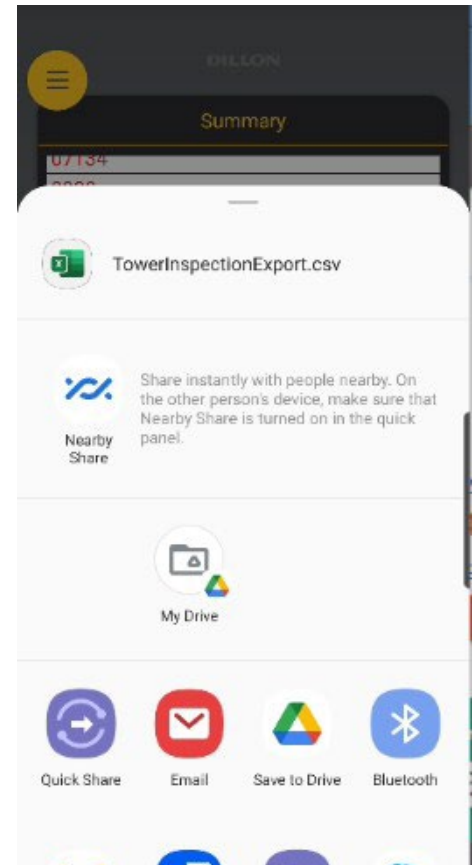 DILLON
Summary
07134
TowerInspectionExport.csv
Share instantly with people nearby. On
the other person's device, make sure that
Nearby Share is turned on in the quick
panel.
Nearby
Share
My Drive
Quick Share
Email
Save to Drive
Bluetooth